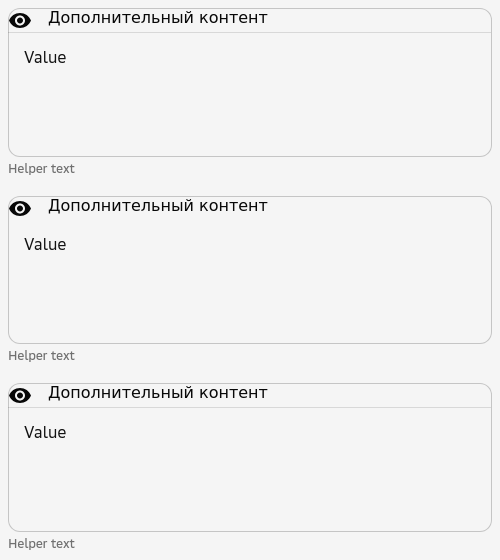 Дополнительный контент
Value
Helper text
Дополнительный контент
Value
Helper text
Дополнительный контент
Value
Helper text